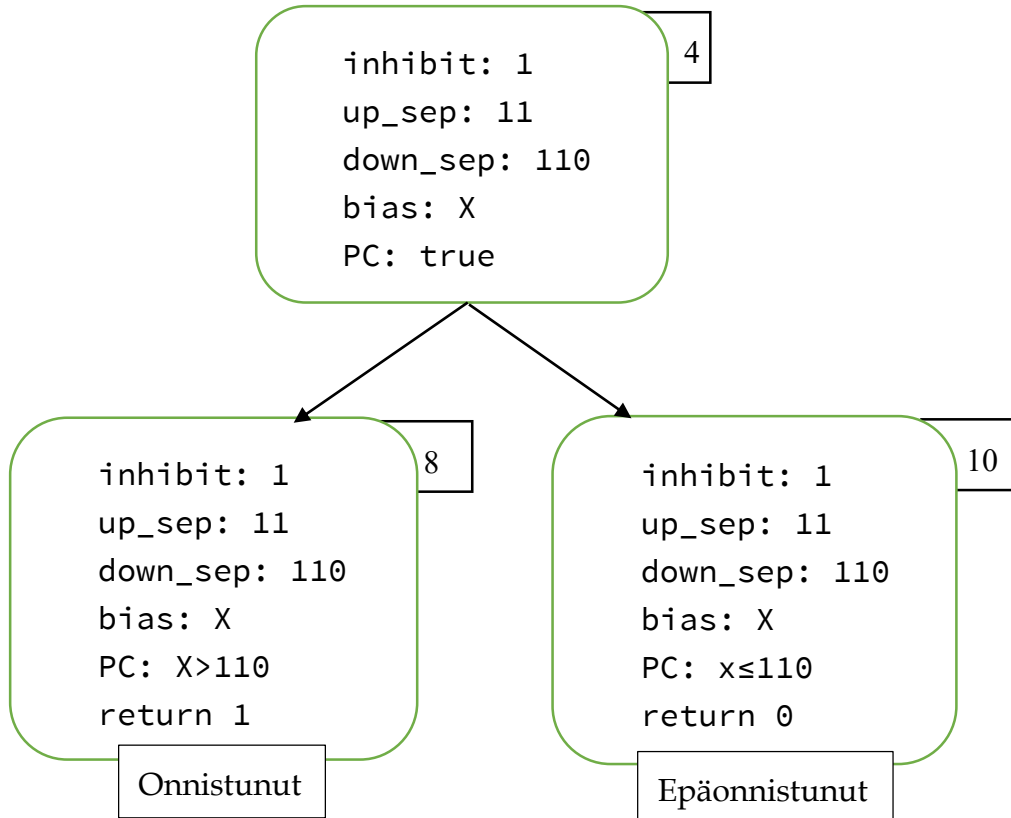 inhibit: 1
up_sep: 11
down_sep: 110
bias: X
PC: true
4
inhibit: 1
up_sep: 11
down_sep: 110
bias: X
PC: X>110
return 1
8
Onnistunut
inhibit: 1
up_sep: 11
down_sep: 110
bias: X
PC: x≤110
return 0
10
Epäonnistunut